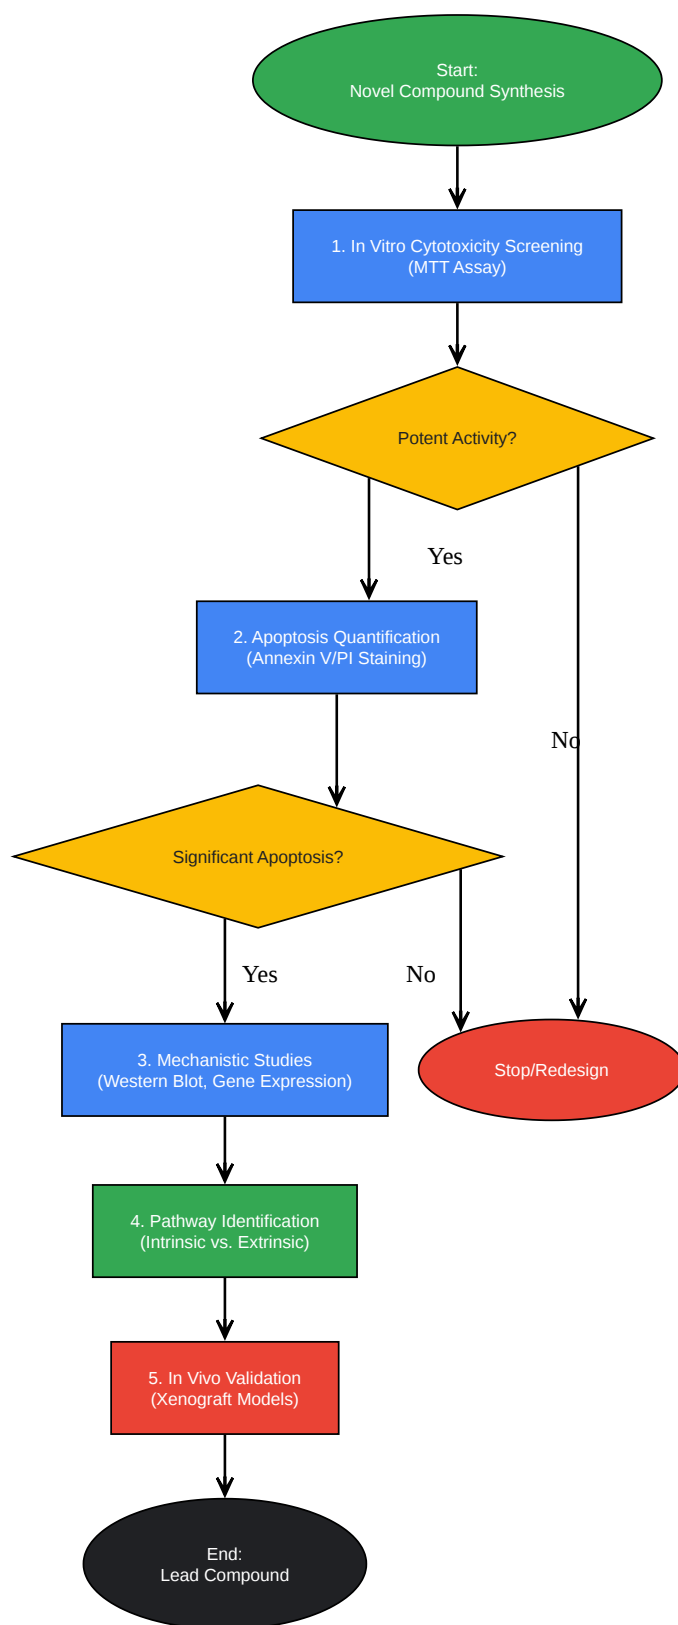 Start:
Novel Compound Synthesis
1. In Vitro Cytotoxicity Screening
(MTT Assay)
Potent Activity?
Yes
2. Apoptosis Quantification
(Annexin V/PI Staining)
No
Significant Apoptosis?
Yes
No
3. Mechanistic Studies
(Western Blot, Gene Expression)
Stop/Redesign
4. Pathway Identification
(Intrinsic vs. Extrinsic)
5. In Vivo Validation
(Xenograft Models)
End:
Lead Compound